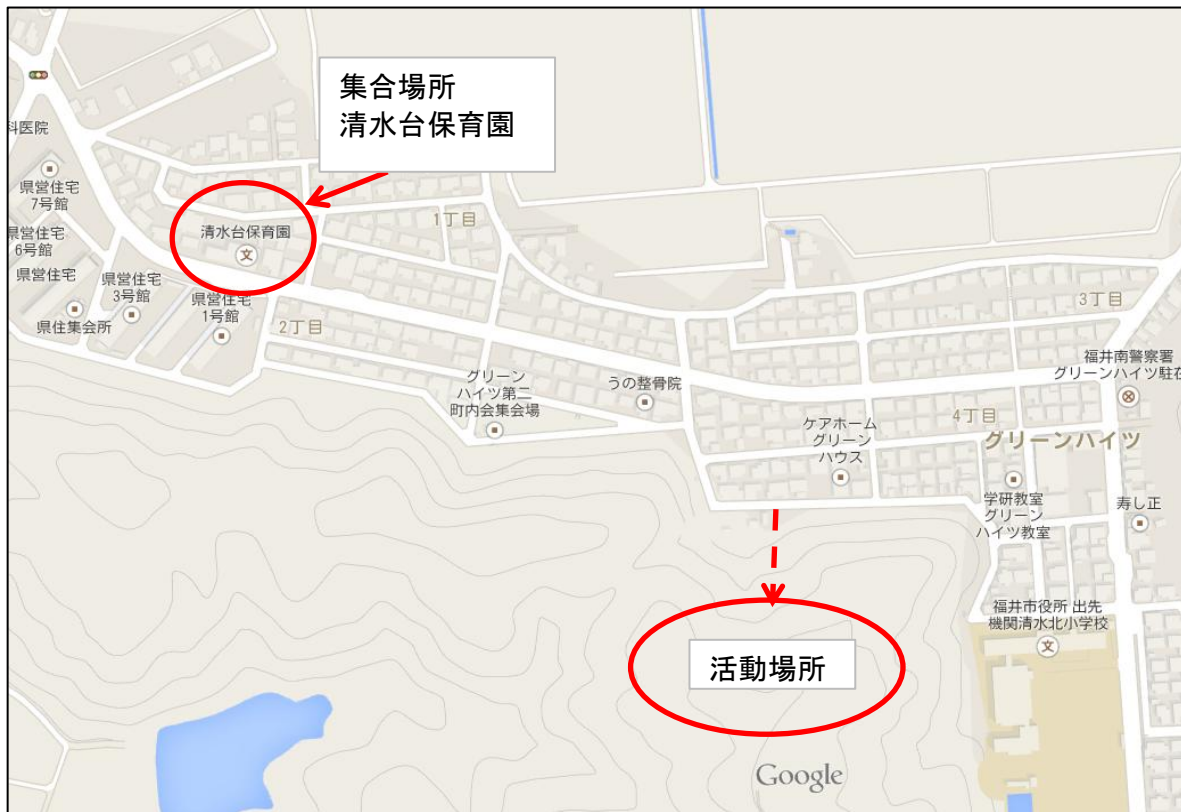 集合場所
清水台保育園
科医院
県営住宅
7号館
県営住宅
6号館
県営住宅
県営住宅
3号館
県住集会所
県営住宅
1号館
清水台保育園
文
1丁目
2丁目
グリーン
ハイツ第二
町内会集会場
うの整骨院
3丁目
福井南警察署
グリーンハイツ駐在
4丁目
グリーンハイツ
ケアホーム
グリーン
ハウス
学研教室
グリーン
ハイツ教室
寿し正
福井市役所 出先
機関清水北小学校
文
活動場所
Google